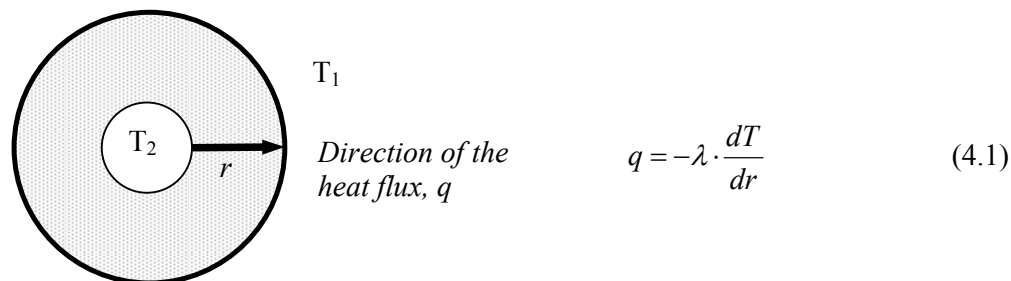 T₁
T₂
r
Direction of the
heat flux, q
q = −λ · dT/dr (4.1)